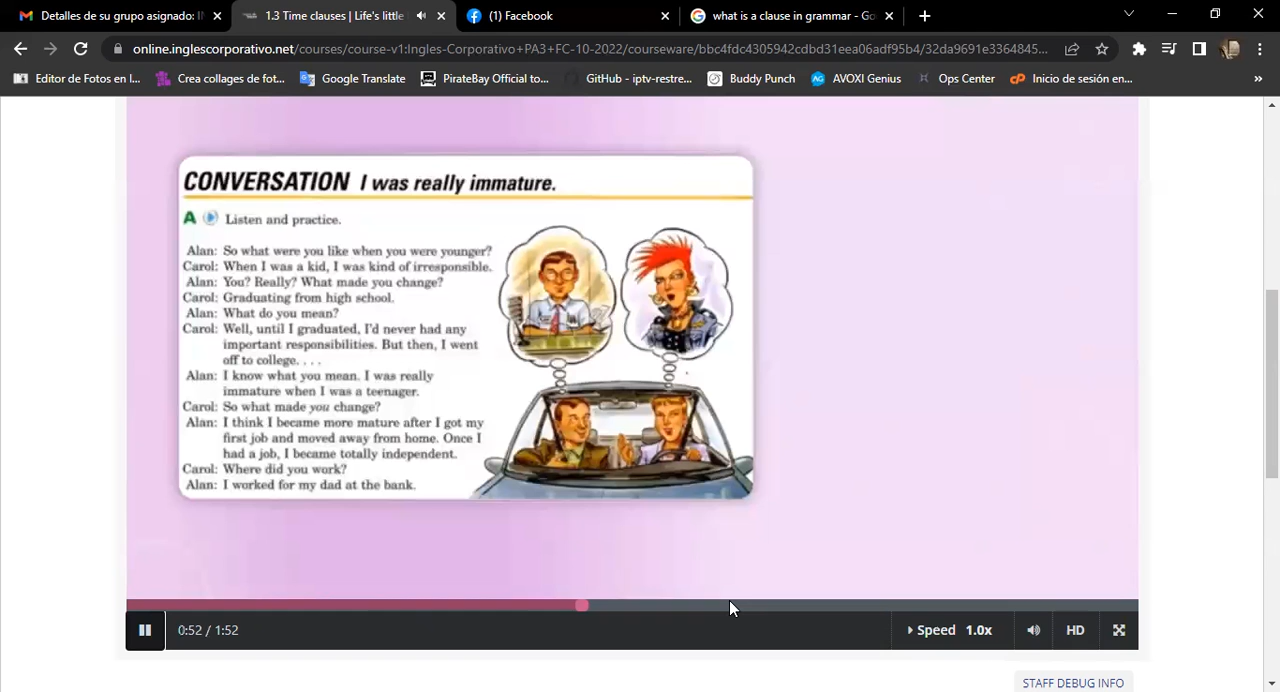 Detalles de su grupo asignado: I
1.3 Time clauses | Life's little
(1) Facebook
what is a clause in grammar - Go
online.inglescorporativo.net/courses/course-v1:Ingles-Corporativo+PA3+FC-10-2022/courseware/bbc4fdc4305942cdbd31eea06adf95b4/32da9691e3364845...
Editor de Fotos en l...
Crea collages de fot...
Google Translate
PirateBay Official to...
GitHub - iptv-restre...
Buddy Punch
AVOXI Genius
Ops Center
Inicio de sesión en...
»
CONVERSATION I was really immature.
A Listen and practice.
Alan: So what were you like when you were younger?
Carol: When I was a kid, I was kind of irresponsible.
Alan: You? Really? What made you change?
Carol: Graduating from high school.
Alan: What do you mean?
Carol: Well, until I graduated, I'd never had any
important responsibilities. But then, I went
off to college. . . .
Alan: I know what you mean. I was really
immature when I was a teenager.
Carol: So what made you change?
Alan: I think I became more mature after I got my
first job and moved away from home. Once I
had a job, I became totally independent.
Carol: Where did you work?
Alan: I worked for my dad at the bank.
0:52 / 1:52
Speed 1.0x
HD
STAFF DEBUG INFO